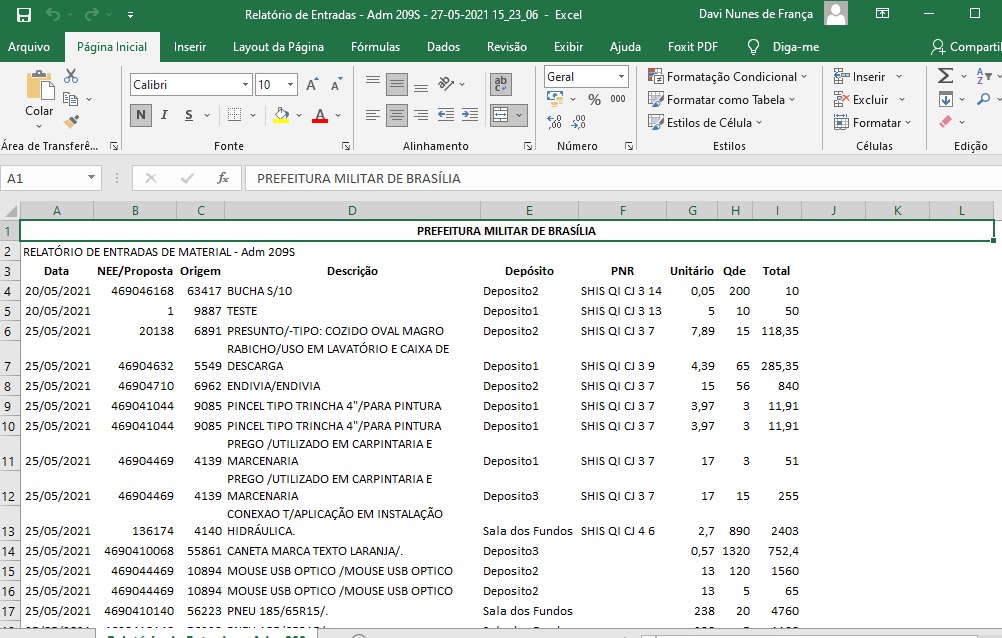 Relatório de Entradas - Adm 209S - 27-05-2021 15_23_06 - Excel
Davi Nunes de França
Arquivo Página Inicial Inserir Layout da Página Fórmulas Dados Revisão Exibir Ajuda Foxit PDF Diga-me Compartil
Colar
Calibri 10
N I S
Geral
% 000
Formatação Condicional
Formatar como Tabela
Estilos de Célula
Inserir
Excluir
Formatar
Área de Transferê... Fonte Alinhamento Número Estilos Células Edição
A1 fx PREFEITURA MILITAR DE BRASÍLIA
A B C D E F G H I J K L
1 PREFEITURA MILITAR DE BRASÍLIA
2 RELATÓRIO DE ENTRADAS DE MATERIAL - Adm 209S
3 Data NEE/Proposta Origem Descrição Depósito PNR Unitário Qde Total
4 20/05/2021 469046168 63417 BUCHA S/10 Deposito2 SHIS QI CJ 3 14 0,05 200 10
5 20/05/2021 1 9887 TESTE Deposito1 SHIS QI CJ 3 13 5 10 50
6 25/05/2021 20138 6891 PRESUNTO/-TIPO: COZIDO OVAL MAGRO Deposito2 SHIS QI CJ 3 7 7,89 15 118,35
RABICHO/USO EM LAVATÓRIO E CAIXA DE
7 25/05/2021 46904632 5549 DESCARGA Deposito1 SHIS QI CJ 3 9 4,39 65 285,35
8 25/05/2021 46904710 6962 ENDIVIA/ENDIVIA Deposito2 SHIS QI CJ 3 7 15 56 840
9 25/05/2021 469041044 9085 PINCEL TIPO TRINCHA 4"/PARA PINTURA Deposito1 SHIS QI CJ 3 7 3,97 3 11,91
10 25/05/2021 469041044 9085 PINCEL TIPO TRINCHA 4"/PARA PINTURA Deposito1 SHIS QI CJ 3 7 3,97 3 11,91
PREGO /UTILIZADO EM CARPINTARIA E
11 25/05/2021 46904469 4139 MARCENARIA Deposito1 SHIS QI CJ 3 7 17 3 51
PREGO /UTILIZADO EM CARPINTARIA E
12 25/05/2021 46904469 4139 MARCENARIA Deposito3 SHIS QI CJ 3 7 17 15 255
CONEXAO T/APLICAÇÃO EM INSTALAÇÃO
13 25/05/2021 136174 4140 HIDRÁULICA. Sala dos Fundos SHIS QI CJ 4 6 2,7 890 2403
14 25/05/2021 4690410068 55861 CANETA MARCA TEXTO LARANJA/. Deposito3 0,57 1320 752,4
15 25/05/2021 469044469 10894 MOUSE USB OPTICO /MOUSE USB OPTICO Deposito2 13 120 1560
16 25/05/2021 469044469 10894 MOUSE USB OPTICO /MOUSE USB OPTICO Deposito2 13 5 65
17 25/05/2021 4690410140 56223 PNEU 185/65R15/. Sala dos Fundos 238 20 4760